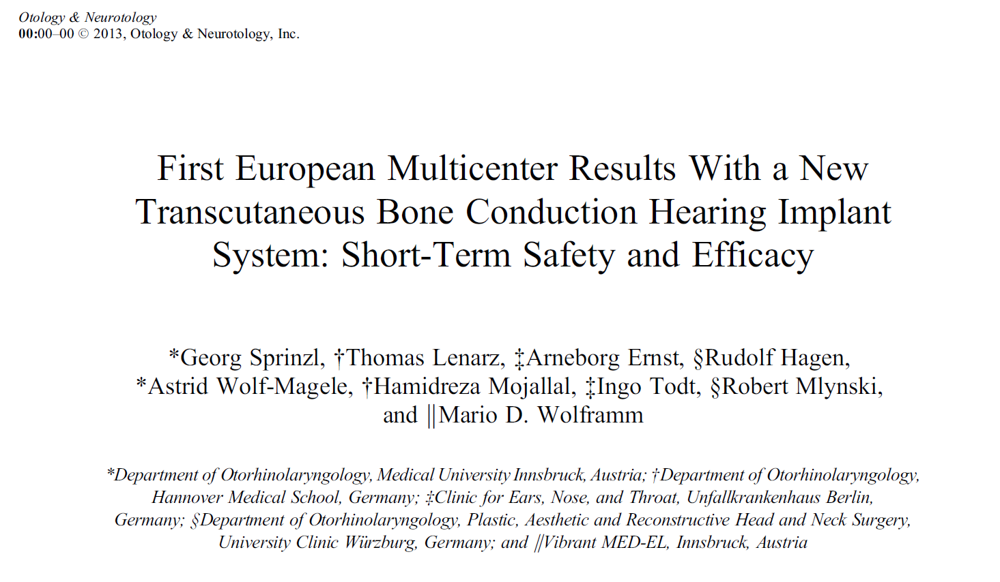 Otology & Neurotology
00:00–00 © 2013, Otology & Neurotology, Inc.
First European Multicenter Results With a New
Transcutaneous Bone Conduction Hearing Implant
System: Short-Term Safety and Efficacy
*Georg Sprinzl, †Thomas Lenarz, ‡Arneborg Ernst, §Rudolf Hagen,
*Astrid Wolf-Magele, †Hamidreza Mojallal, ‡Ingo Todt, §Robert Mlynski,
and ∥Mario D. Wolframm
*Department of Otorhinolaryngology, Medical University Innsbruck, Austria; †Department of Otorhinolaryngology,
Hannover Medical School, Germany; ‡Clinic for Ears, Nose, and Throat, Unfallkrankenhaus Berlin,
Germany; §Department of Otorhinolaryngology, Plastic, Aesthetic and Reconstructive Head and Neck Surgery,
University Clinic Würzburg, Germany; and ∥Vibrant MED-EL, Innsbruck, Austria